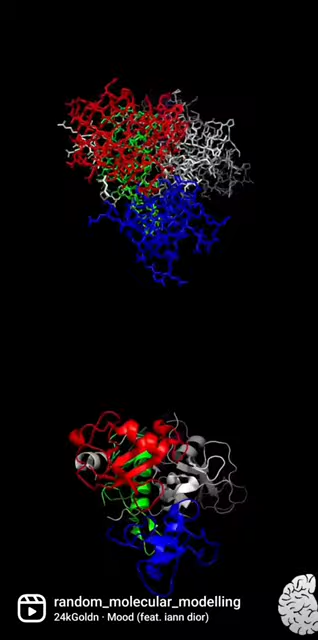 random_molecular_modelling
24kGoldn · Mood (feat. iann dior)